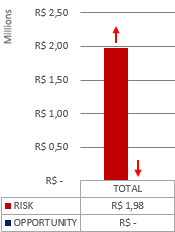 Millions
R$ 2,50
R$ 2,00
R$ 1,50
R$ 1,00
R$ 0,50
R$ -
TOTAL
RISK R$ 1,98
OPPORTUNITY R$ -